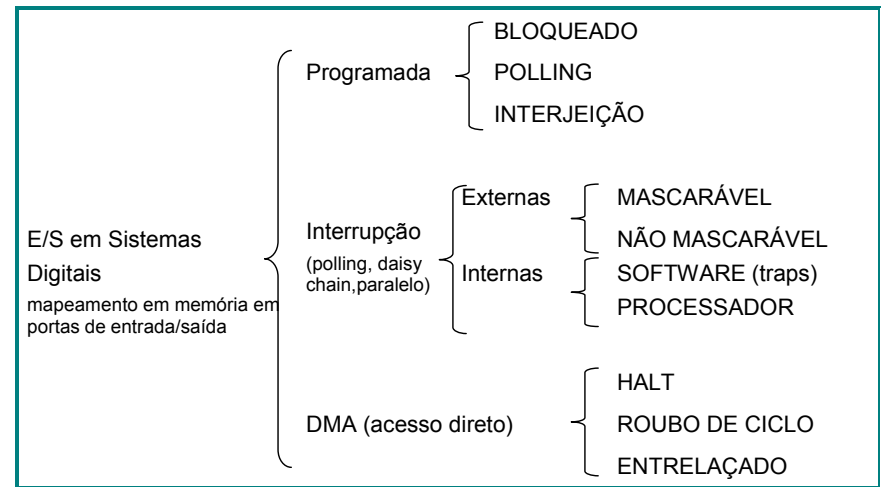 E/S em Sistemas
Digitais
mapeamento em memória em
portas de entrada/saída
Programada
BLOQUEADO
POLLING
INTERJEIÇÃO
Interrupção
(polling, daisy
chain,paralelo)
Externas
MASCARÁVEL
NÃO MASCARÁVEL
Internas
SOFTWARE (traps)
PROCESSADOR
DMA (acesso direto)
HALT
ROUBO DE CICLO
ENTRELAÇADO